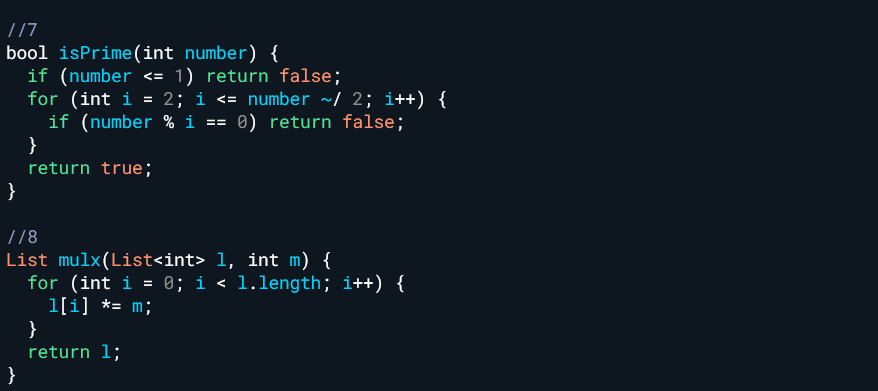 //7
bool isPrime(int number) {
  if (number <= 1) return false;
  for (int i = 2; i <= number ~/ 2; i++) {
    if (number % i == 0) return false;
  }
  return true;
}

//8
List mulx(List<int> l, int m) {
  for (int i = 0; i < l.length; i++) {
    l[i] *= m;
  }
  return l;
}